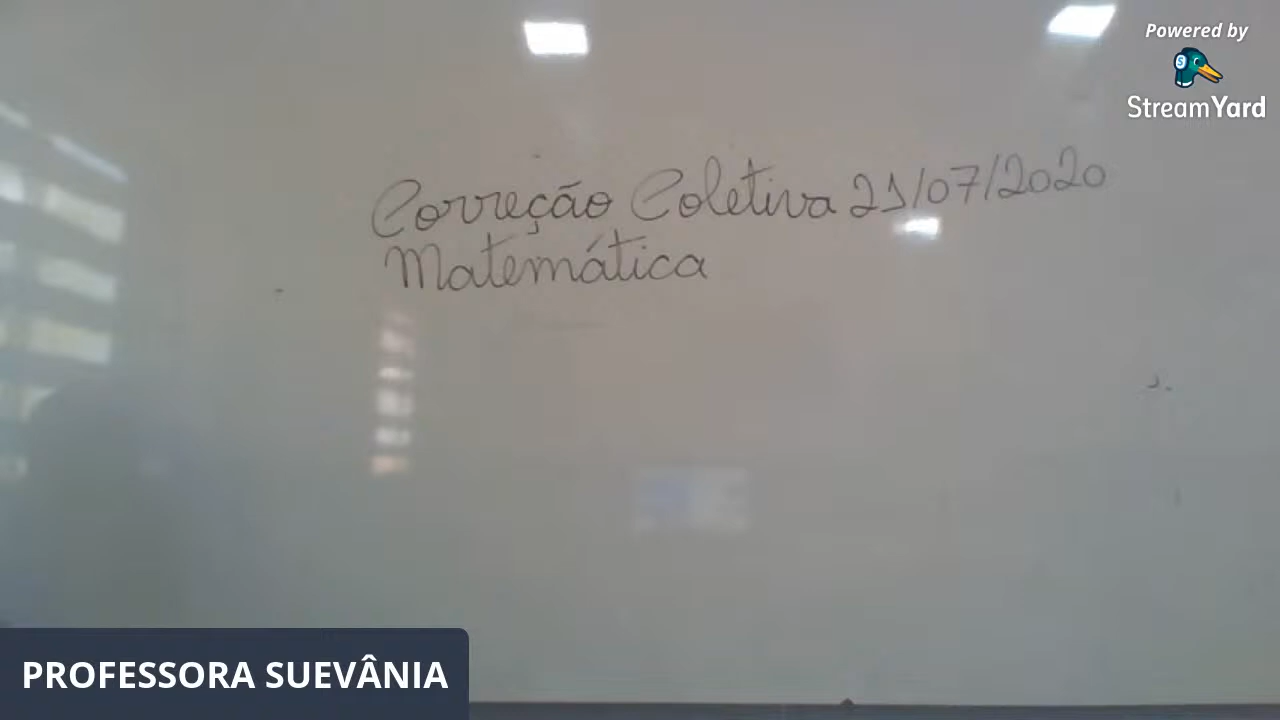 Powered by
StreamYard
Correção Coletiva 21/07/2020
Matemática
PROFESSORA SUEVÂNIA